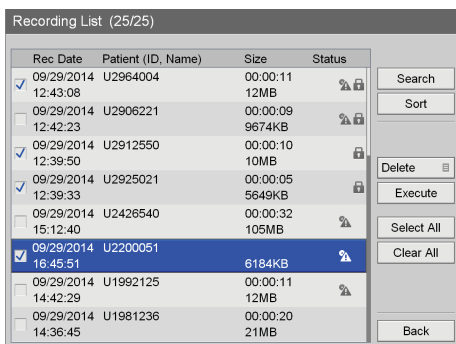 Recording List (25/25)
Rec Date Patient (ID, Name) Size Status
09/29/2014 U2964004 00:00:11
12:43:08 12MB
09/29/2014 U2906221 00:00:09
12:42:23 9674KB
09/29/2014 U2912550 00:00:10
12:39:50 10MB
09/29/2014 U2925021 00:00:05
12:39:33 5649KB
09/29/2014 U2426540 00:00:32
15:12:40 105MB
09/29/2014 U2200051
16:45:51 6184KB
09/29/2014 U1992125 00:00:11
14:42:29 12MB
09/29/2014 U1981236 00:00:20
14:36:45 21MB
Search
Sort
Delete
Execute
Select All
Clear All
Back